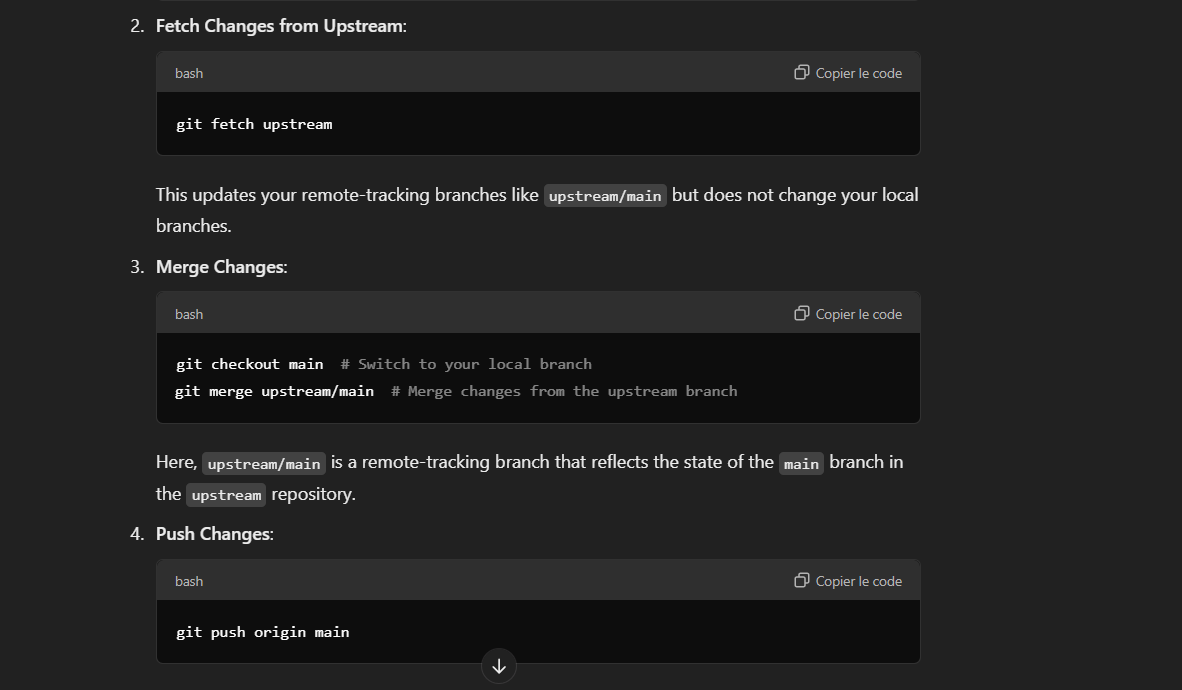 2. Fetch Changes from Upstream:
bash
Copier le code
git fetch upstream
This updates your remote-tracking branches like upstream/main but does not change your local
branches.
3. Merge Changes:
bash
Copier le code
git checkout main  # Switch to your local branch
git merge upstream/main  # Merge changes from the upstream branch
Here, upstream/main is a remote-tracking branch that reflects the state of the main branch in
the upstream repository.
4. Push Changes:
bash
Copier le code
git push origin main